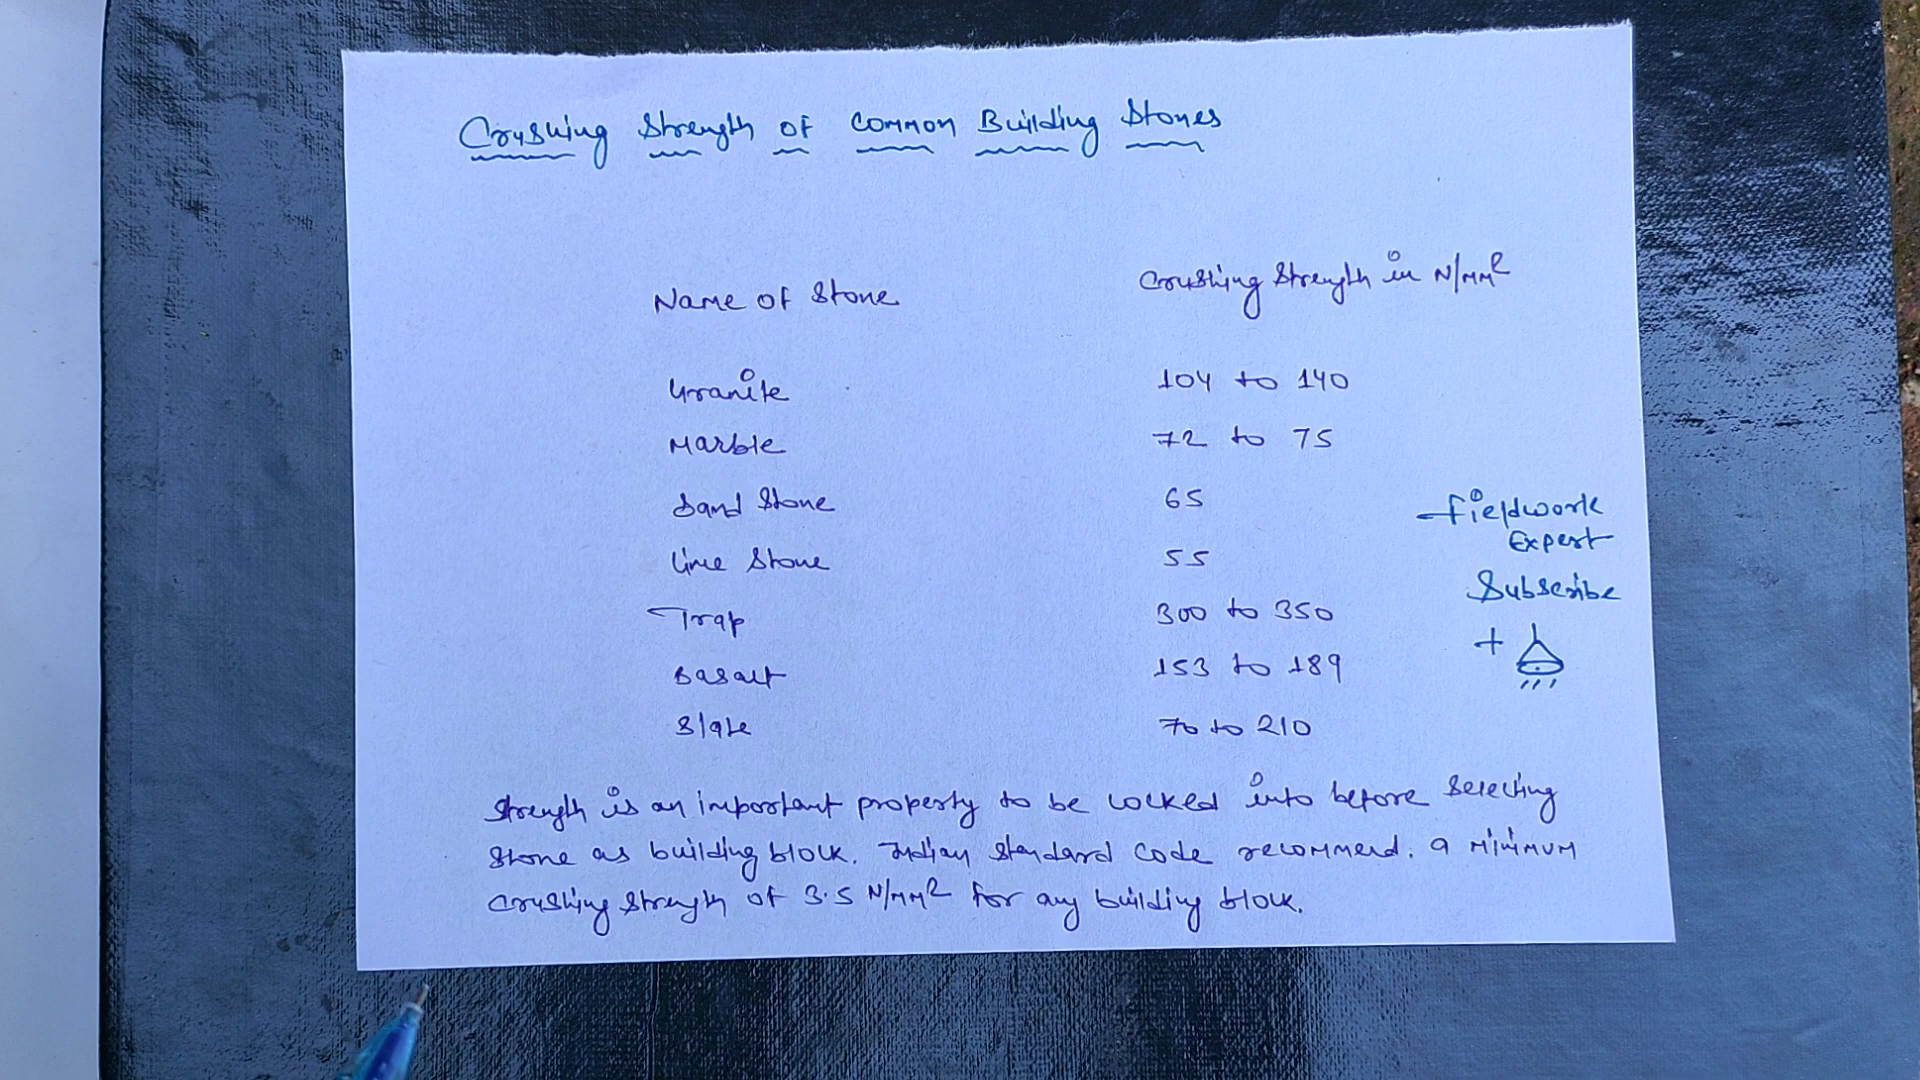 Crushing Strength of Common Building Stones
Name of Stone Crushing Strength in N/mm²
Granite 104 to 140
Marble 72 to 75
Sand Stone 65
Lime Stone 55
Trap 300 to 350
Basalt 153 to 189
Slate 70 to 210
Fieldwork
Expert
Subscribe
+
Strength is an important property to be looked into before selecting
stone as building block. Indian standard code recommend. a minimum
crushing strength of 3.5 N/mm² for any building block.